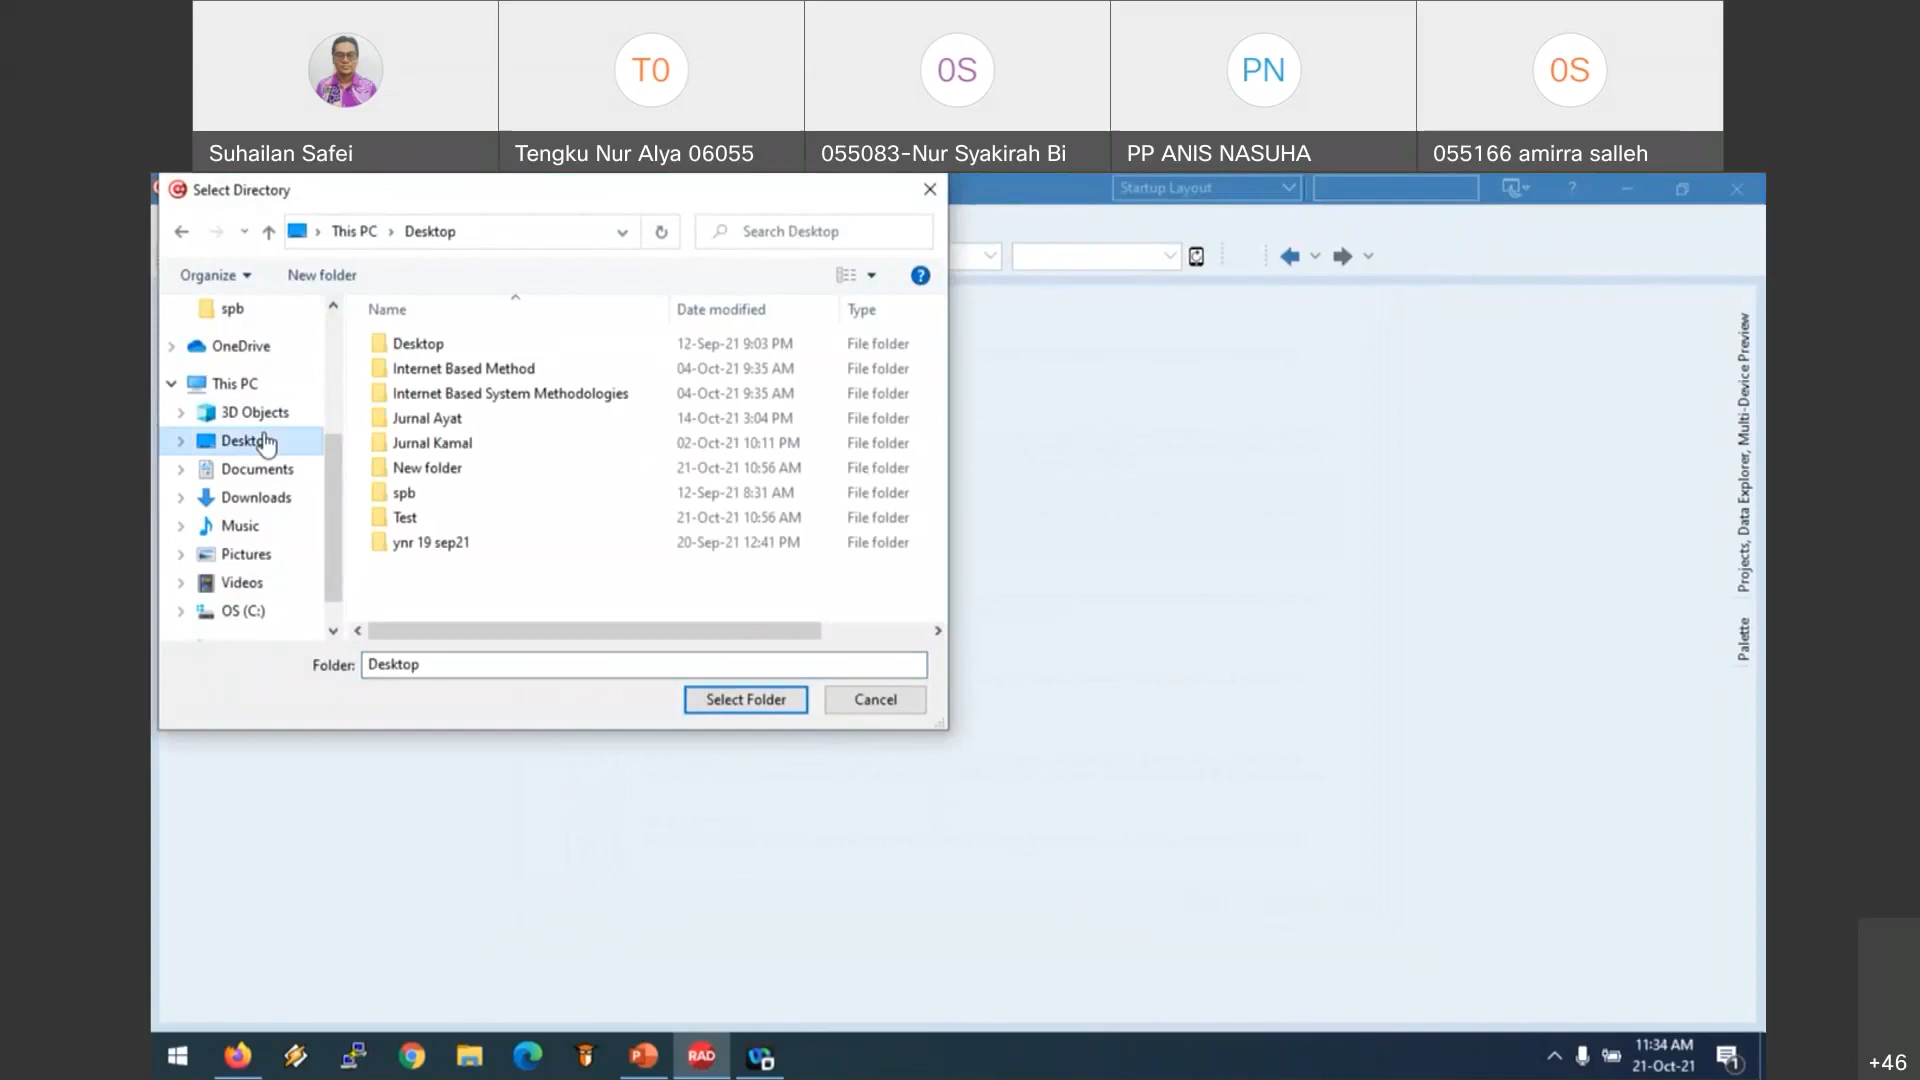 TO
OS
PN
OS
Suhailan Safei
Tengku Nur Alya 06055
055083-Nur Syakirah Bi
PP ANIS NASUHA
055166 amirra salleh
Select Directory
Startup Layout
?
This PC > Desktop
Search Desktop
Organize
New folder
?
Name
Date modified
Type
spb
OneDrive
This PC
3D Objects
Desktop
Documents
Downloads
Music
Pictures
Videos
OS (C:)
Desktop 12-Sep-21 9:03 PM File folder
Internet Based Method 04-Oct-21 9:35 AM File folder
Internet Based System Methodologies 04-Oct-21 9:35 AM File folder
Jurnal Ayat 14-Oct-21 3:04 PM File folder
Jurnal Kamal 02-Oct-21 10:11 PM File folder
New folder 21-Oct-21 10:56 AM File folder
spb 12-Sep-21 8:31 AM File folder
Test 21-Oct-21 10:56 AM File folder
ynr 19 sep21 20-Sep-21 12:41 PM File folder
Folder: Desktop
Select Folder
Cancel
Projects, Data Explorer, Multi-Device Preview
Palette
P
RAD
11:34 AM
21-Oct-21
1
+46